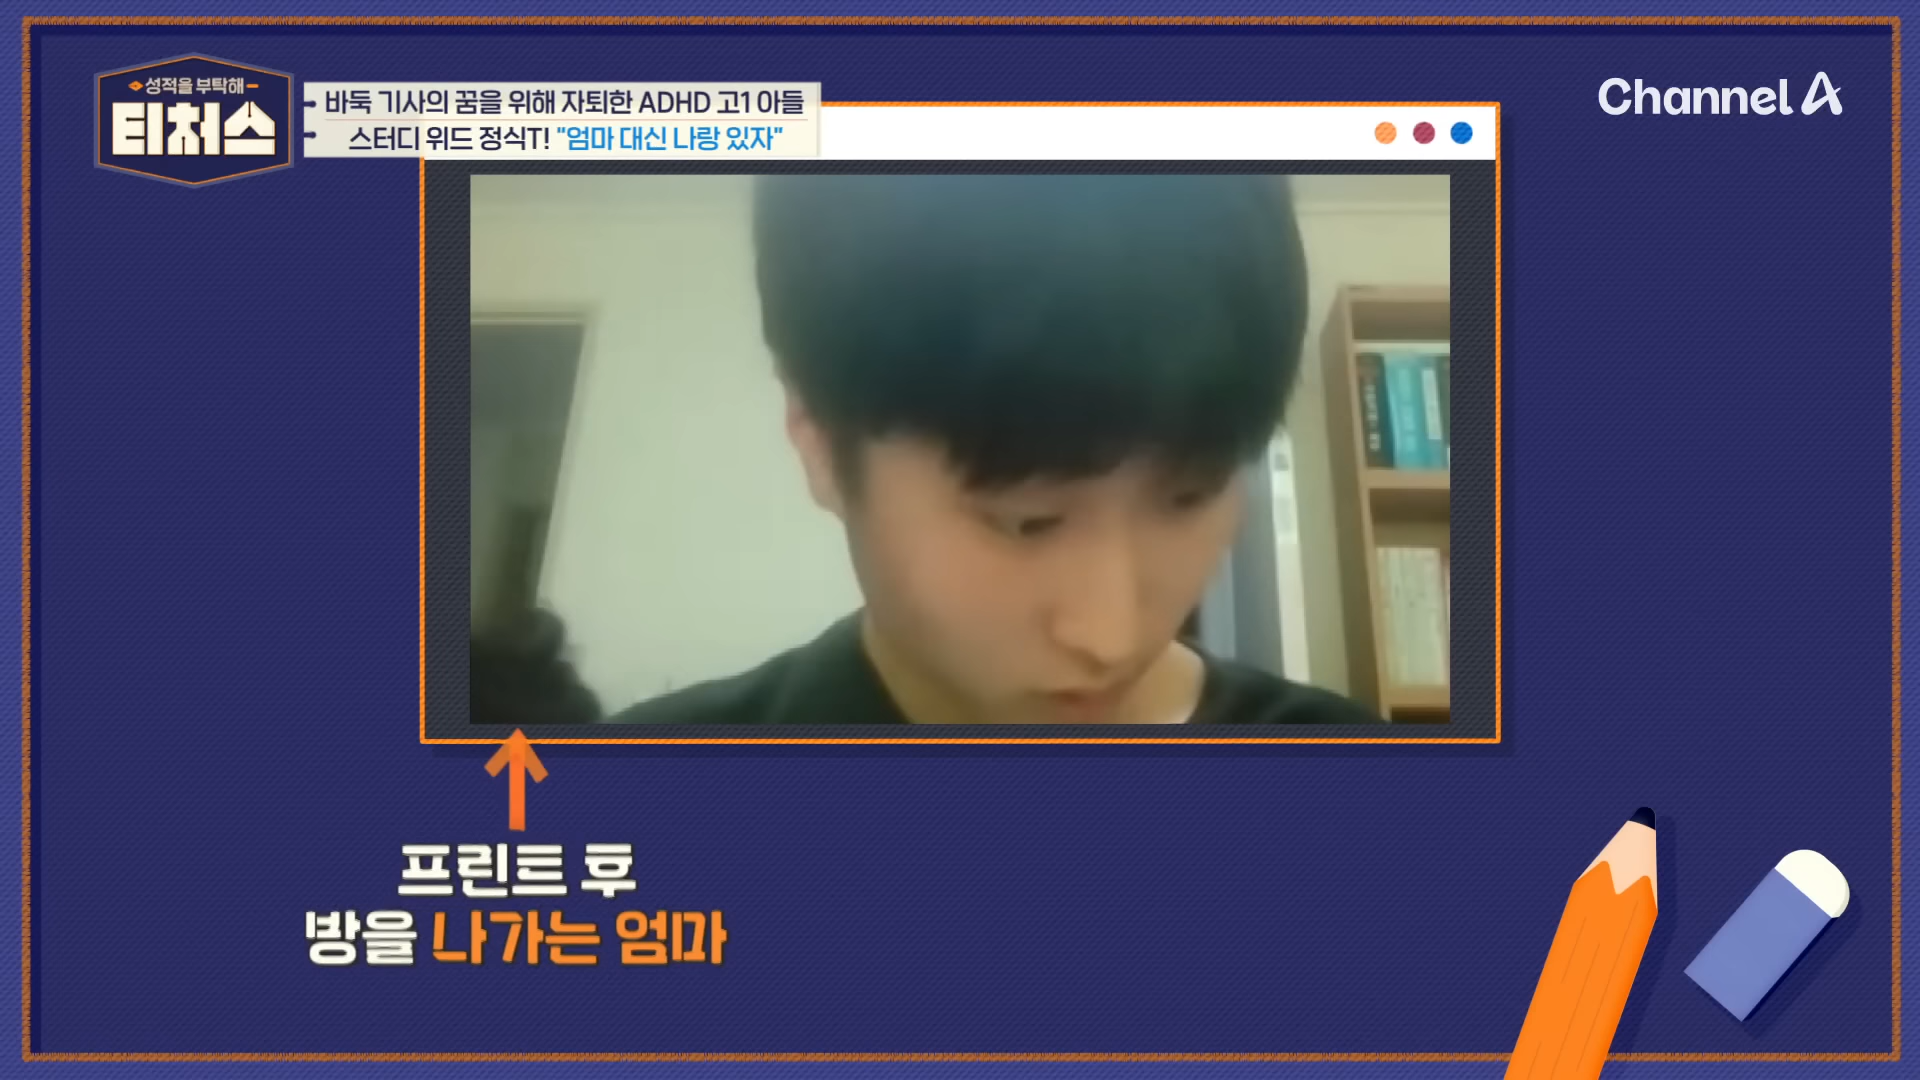 성적을 부탁해
티처스
바둑 기사의 꿈을 위해 자퇴한 ADHD 고1 아들
스터디 위드 정식T! "엄마 대신 나랑 있자"
Channel A
프린트 후
방을 나가는 엄마